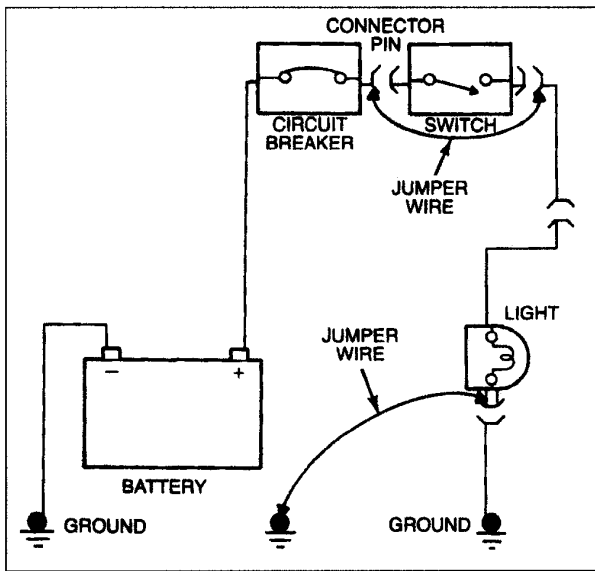 CONNECTOR
PIN
CIRCUIT
BREAKER
SWITCH
JUMPER
WIRE
LIGHT
JUMPER
WIRE
− +
BATTERY
GROUND
GROUND